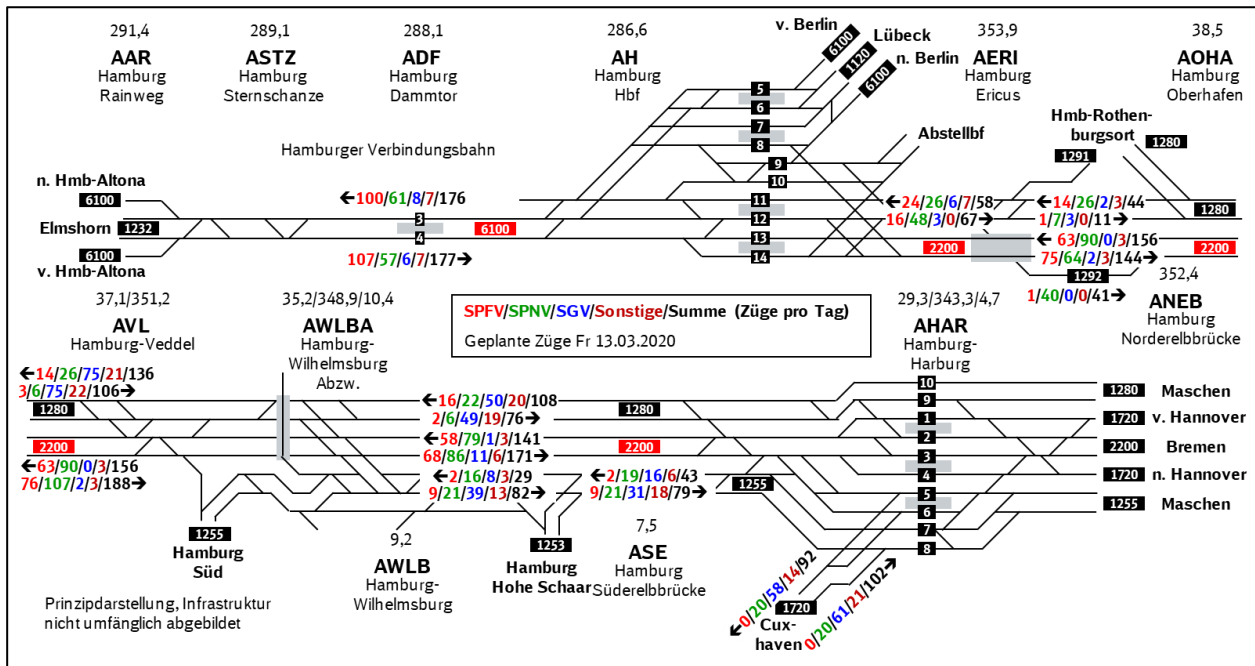 291,4
AAR
Hamburg
Rainweg
289,1
ASTZ
Hamburg
Sternschanze
288,1
ADF
Hamburg
Dammtor
286,6
AH
Hamburg
Hbf
v. Berlin
6100
Lübeck
1120
n. Berlin
6100
353,9
AERI
Hamburg
Ericus
38,5
AOHA
Hamburg
Oberhafen
Hamburger Verbindungsbahn
5
6
7
8
9
10
11
12
13
14
Abstellbf
Hmb-Rothen-
burgsort
1280
1291
n. Hmb-Altona
6100
Elmshorn 1232
6100
v. Hmb-Altona
←100/61/8/7/176
3
4
6100
107/57/6/7/177→
←24/26/6/7/58
16/48/3/0/67→
2200
←14/26/2/3/44
1/7/3/0/11→
1280
←63/90/0/3/156
75/64/2/3/144→
2200
1292
1/40/0/0/41→
352,4
ANEB
Hamburg
Norderelbbrücke
37,1/351,2
AVL
Hamburg-Veddel
35,2/348,9/10,4
AWLBA
Hamburg-
Wilhelmsburg
Abzw.
SPFV/SPNV/SGV/Sonstige/Summe (Züge pro Tag)
Geplante Züge Fr 13.03.2020
29,3/343,3/4,7
AHAR
Hamburg-
Harburg
←14/26/75/21/136
3/6/75/22/106→
1280
2200
←63/90/0/3/156
76/107/2/3/188→
←16/22/50/20/108
2/6/49/19/76→
1280
←58/79/1/3/141
2200
68/86/11/6/171→
←2/16/8/3/29
9/21/39/13/82→
←2/19/16/6/43
9/21/31/18/79→
1255
10
9
1
2
3
4
5
6
7
8
1280 Maschen
1720 v. Hannover
2200 Bremen
1720 n. Hannover
1255 Maschen
1255
Hamburg
Süd
9,2
AWLB
Hamburg-
Wilhelmsburg
1253
Hamburg
Hohe Schaar
7,5
ASE
Hamburg
Süderelbbrücke
←0/20/58/14/92
1720
Cux-
haven
0/20/61/21/102→
Prinzipdarstellung, Infrastruktur
nicht umfänglich abgebildet